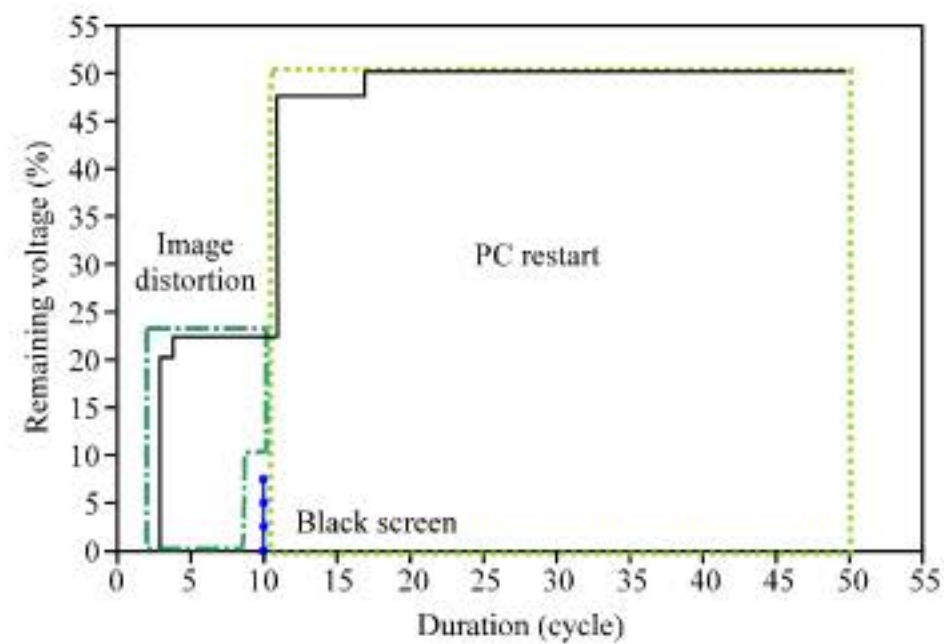 55
50
45
40
35
30
25
20
15
10
5
0
Remaining voltage (%)
Image
distortion
PC restart
Black screen
0 5 10 15 20 25 30 35 40 45 50 55
Duration (cycle)